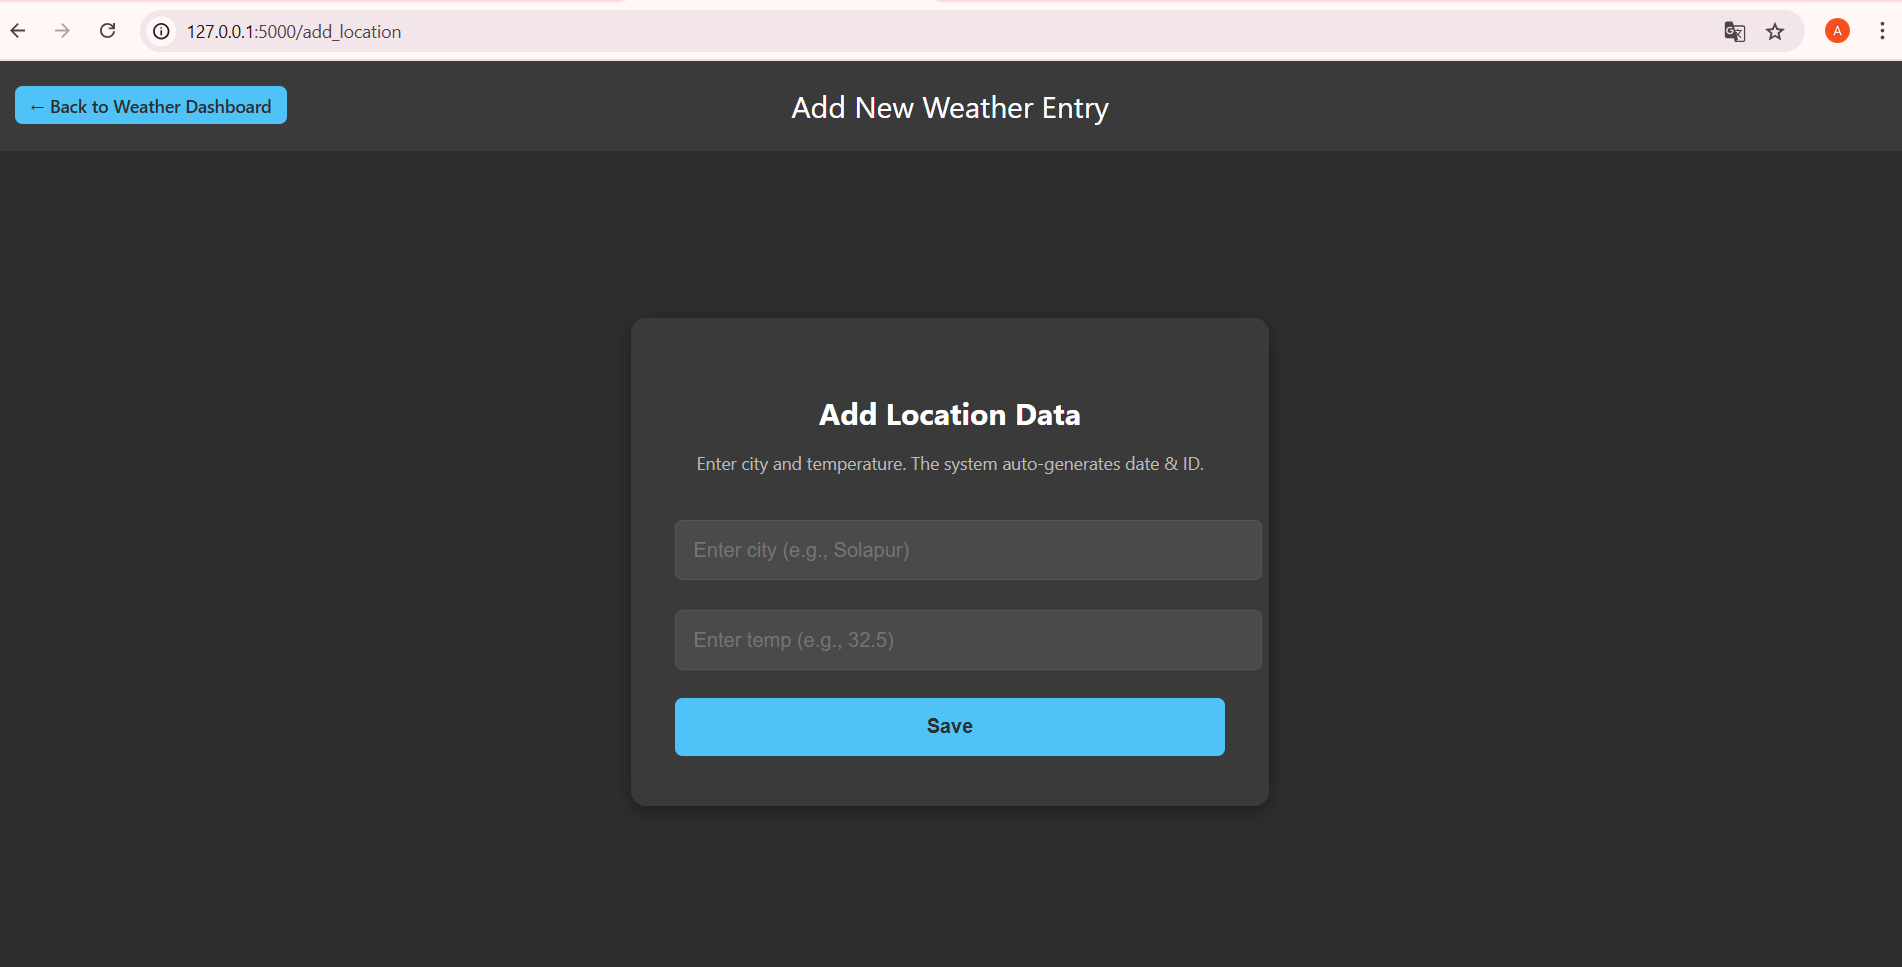 127.0.0.1:5000/add_location
A
← Back to Weather Dashboard
Add New Weather Entry
Add Location Data
Enter city and temperature. The system auto-generates date & ID.
Enter city (e.g., Solapur)
Enter temp (e.g., 32.5)
Save